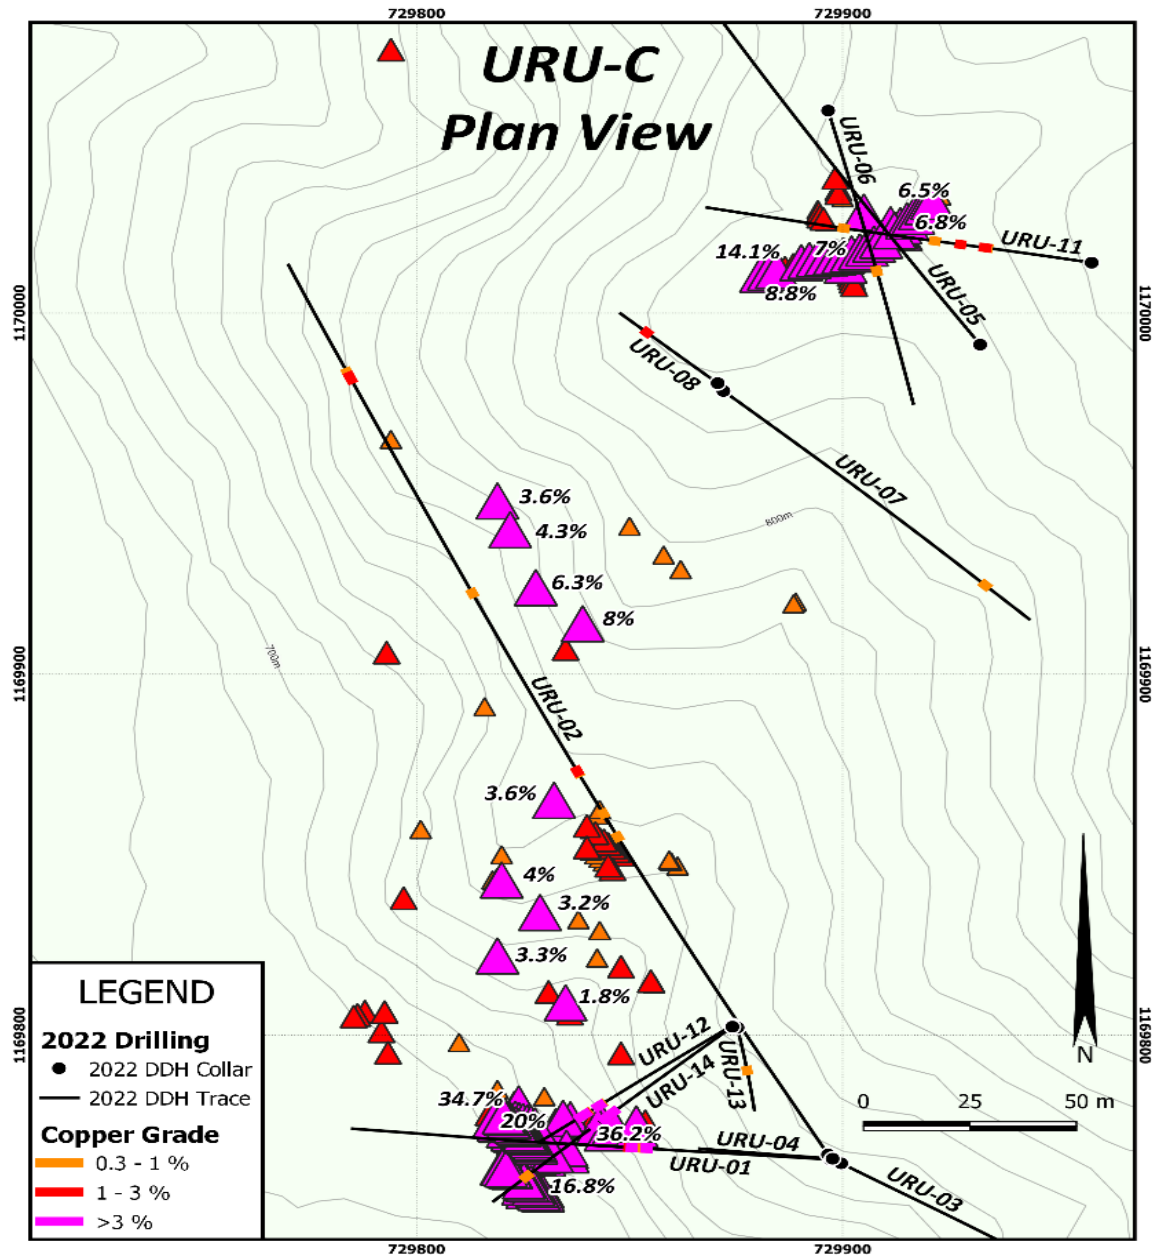 729800
729900
URU-C
Plan View
URU-06
6.5%
6.8%
URU-11
14.1%
7%
8.8%
URU-05
1170000
1170000
URU-08
URU-07
800m
3.6%
4.3%
6.3%
8%
700m
1169900
1169900
URU-02
3.6%
4%
3.2%
3.3%
1.8%
1169800
1169800
URU-12
URU-14
URU-13
N
34.7%
20%
36.2%
16.8%
URU-04
URU-01
URU-03
0 25 50 m
LEGEND
2022 Drilling
2022 DDH Collar
2022 DDH Trace
Copper Grade
0.3 - 1 %
1 - 3 %
>3 %
729800
729900